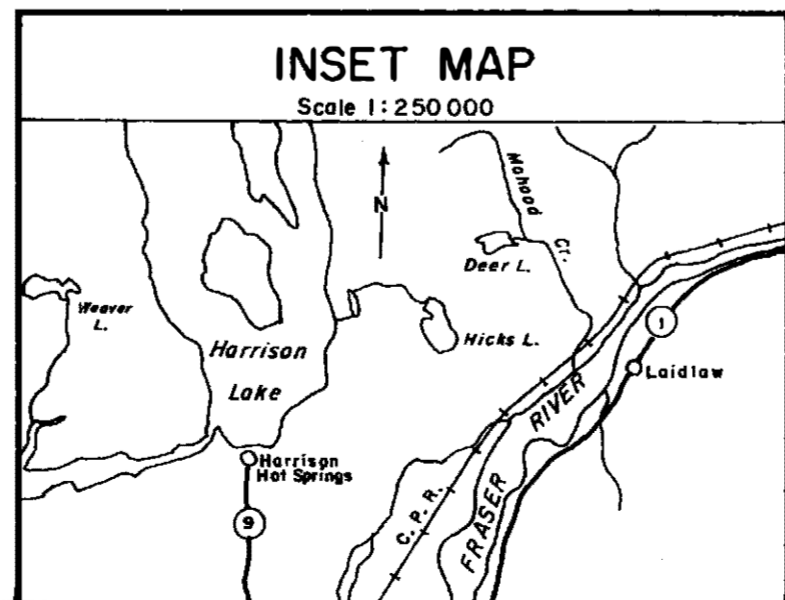 INSET MAP
Scale 1:250 000
N
Mahood
Cr.
Deer L.
Weaver
L.
Hicks L.
Harrison
Lake
1
Laidlaw
RIVER
Harrison
Hot Springs
C. P. R.
FRASER
9